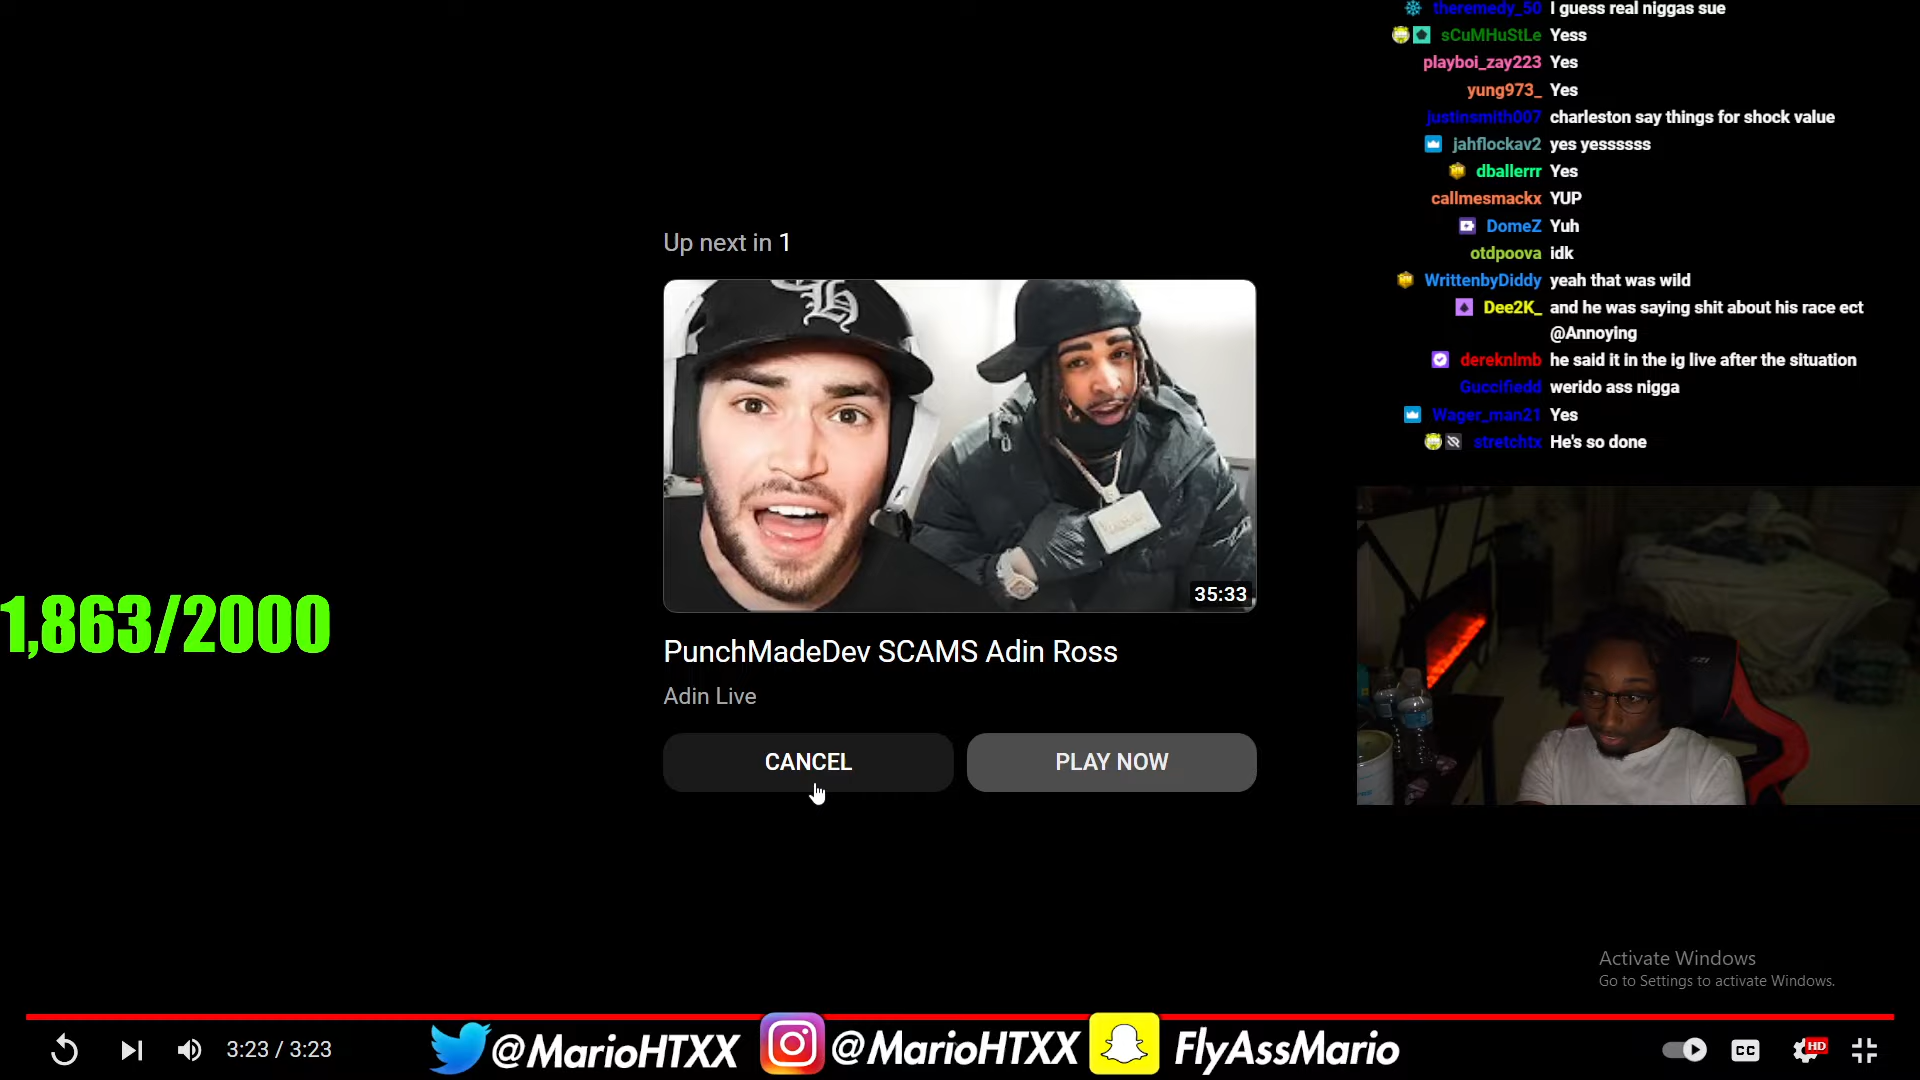 theremedy_50 I guess real niggas sue
sCuMHuStLe Yess
playboi_zay223 Yes
yung973_ Yes
justinsmith007 charleston say things for shock value
jahflockav2 yes yessssss
dballerrr Yes
callmesmackx YUP
DomeZ Yuh
otdpoova idk
WrittenbyDiddy yeah that was wild
Dee2K_ and he was saying shit about his race ect
@Annoying
dereknlmb he said it in the ig live after the situation
Guccifiedd werido ass nigga
Wager_man21 Yes
stretchtx He's so done
Up next in 1
35:33
PunchMadeDev SCAMS Adin Ross
Adin Live
CANCEL
PLAY NOW
1,863/2000
Activate Windows
Go to Settings to activate Windows.
3:23 / 3:23
@MarioHTXX
@MarioHTXX
FlyAssMario
CC
HD